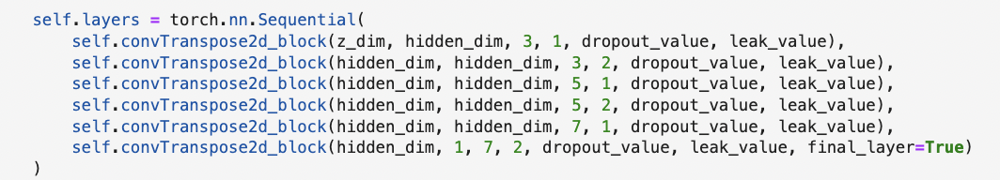 self.layers = torch.nn.Sequential(
    self.convTranspose2d_block(z_dim, hidden_dim, 3, 1, dropout_value, leak_value),
    self.convTranspose2d_block(hidden_dim, hidden_dim, 3, 2, dropout_value, leak_value),
    self.convTranspose2d_block(hidden_dim, hidden_dim, 5, 1, dropout_value, leak_value),
    self.convTranspose2d_block(hidden_dim, hidden_dim, 5, 2, dropout_value, leak_value),
    self.convTranspose2d_block(hidden_dim, hidden_dim, 7, 1, dropout_value, leak_value),
    self.convTranspose2d_block(hidden_dim, 1, 7, 2, dropout_value, leak_value, final_layer=True)
)